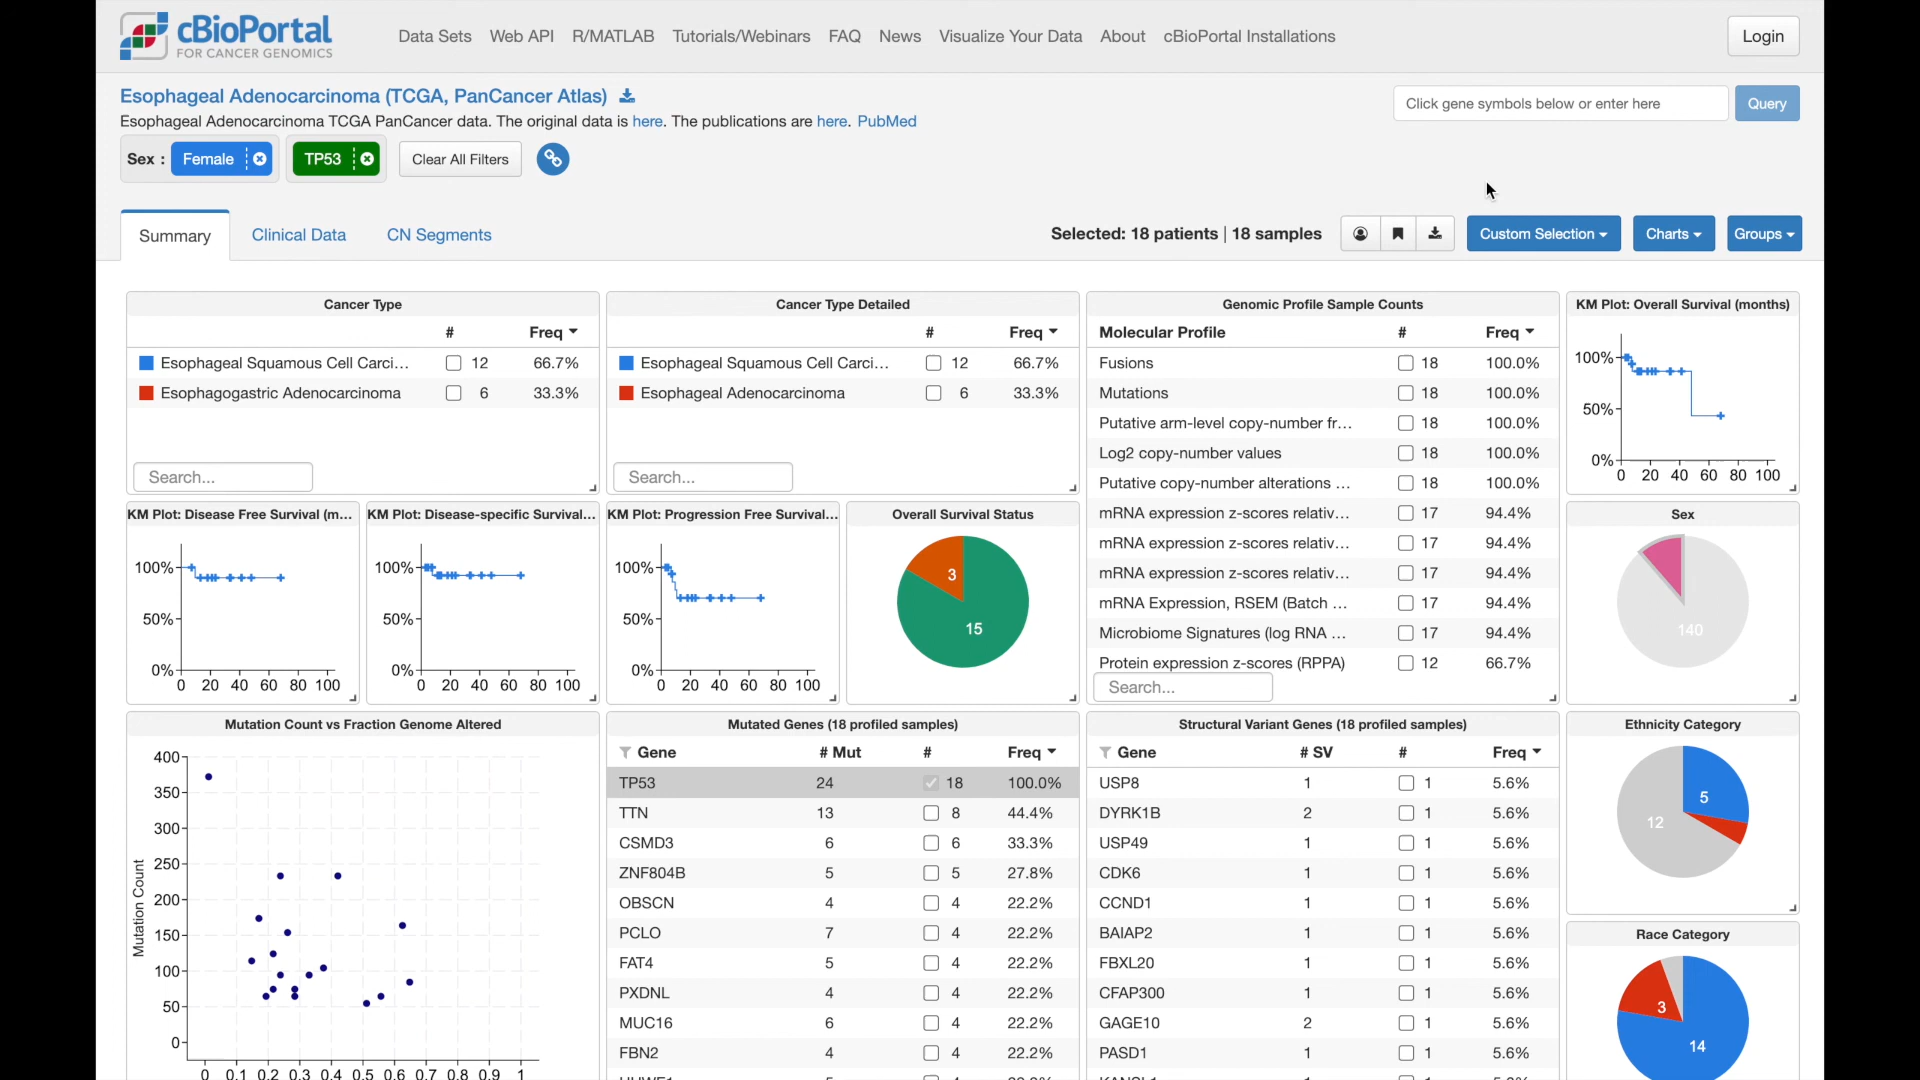 cBioPortal
FOR CANCER GENOMICS
Data Sets Web API R/MATLAB Tutorials/Webinars FAQ News Visualize Your Data About cBioPortal Installations
Login
Esophageal Adenocarcinoma (TCGA, PanCancer Atlas)
Click gene symbols below or enter here Query
Esophageal Adenocarcinoma TCGA PanCancer data. The original data is here. The publications are here. PubMed
Sex : Female TP53 Clear All Filters
Summary Clinical Data CN Segments
Selected: 18 patients | 18 samples
Custom Selection Charts Groups
Cancer Type
# Freq
Esophageal Squamous Cell Carci... 12 66.7%
Esophagogastric Adenocarcinoma 6 33.3%
Search...
Cancer Type Detailed
# Freq
Esophageal Squamous Cell Carci... 12 66.7%
Esophageal Adenocarcinoma 6 33.3%
Search...
Genomic Profile Sample Counts
Molecular Profile # Freq
Fusions 18 100.0%
Mutations 18 100.0%
Putative arm-level copy-number fr... 18 100.0%
Log2 copy-number values 18 100.0%
Putative copy-number alterations ... 18 100.0%
mRNA expression z-scores relativ... 17 94.4%
mRNA expression z-scores relativ... 17 94.4%
mRNA expression z-scores relativ... 17 94.4%
mRNA Expression, RSEM (Batch ... 17 94.4%
Microbiome Signatures (log RNA ... 17 94.4%
Protein expression z-scores (RPPA) 12 66.7%
Search...
KM Plot: Overall Survival (months)
100%
50%
0%
0 20 40 60 80 100
KM Plot: Disease Free Survival (m...
100%
50%
0%
0 20 40 60 80 100
KM Plot: Disease-specific Survival...
100%
50%
0%
0 20 40 60 80 100
KM Plot: Progression Free Survival...
100%
50%
0%
0 20 40 60 80 100
Overall Survival Status
3
15
Sex
140
Mutation Count vs Fraction Genome Altered
Mutation Count
400
350
300
250
200
150
100
50
0
0 0.1 0.2 0.3 0.4 0.5 0.6 0.7 0.8 0.9 1
Mutated Genes (18 profiled samples)
Gene # Mut # Freq
TP53 24 18 100.0%
TTN 13 8 44.4%
CSMD3 6 6 33.3%
ZNF804B 5 5 27.8%
OBSCN 4 4 22.2%
PCLO 7 4 22.2%
FAT4 5 4 22.2%
PXDNL 4 4 22.2%
MUC16 6 4 22.2%
FBN2 4 4 22.2%
Structural Variant Genes (18 profiled samples)
Gene # SV # Freq
USP8 1 1 5.6%
DYRK1B 2 1 5.6%
USP49 1 1 5.6%
CDK6 1 1 5.6%
CCND1 1 1 5.6%
BAIAP2 1 1 5.6%
FBXL20 1 1 5.6%
CFAP300 1 1 5.6%
GAGE10 2 1 5.6%
PASD1 1 1 5.6%
Ethnicity Category
5
12
Race Category
3
14